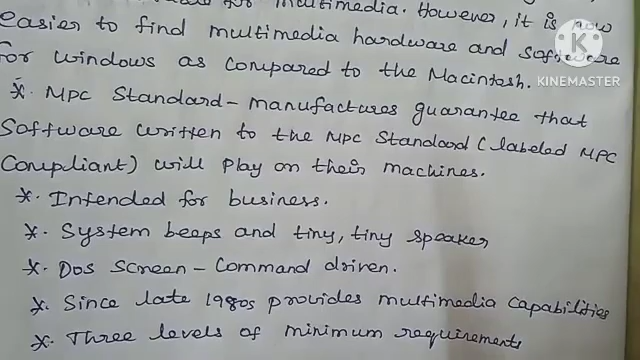 for multimedia. However, it is now
easier to find multimedia hardware and software
for windows as compared to the Macintosh.
*. MPC Standard - manufactures guarantee that
software written to the MPC Standard (labeled MPC
Compliant) will play on their machines.
*. Intended for business.
*. System beeps and tiny, tiny speaker
*. Dos Screen - Command driven.
*. Since late 1980s provides multimedia capabilities
*. Three levels of minimum requirements
KINEMASTER